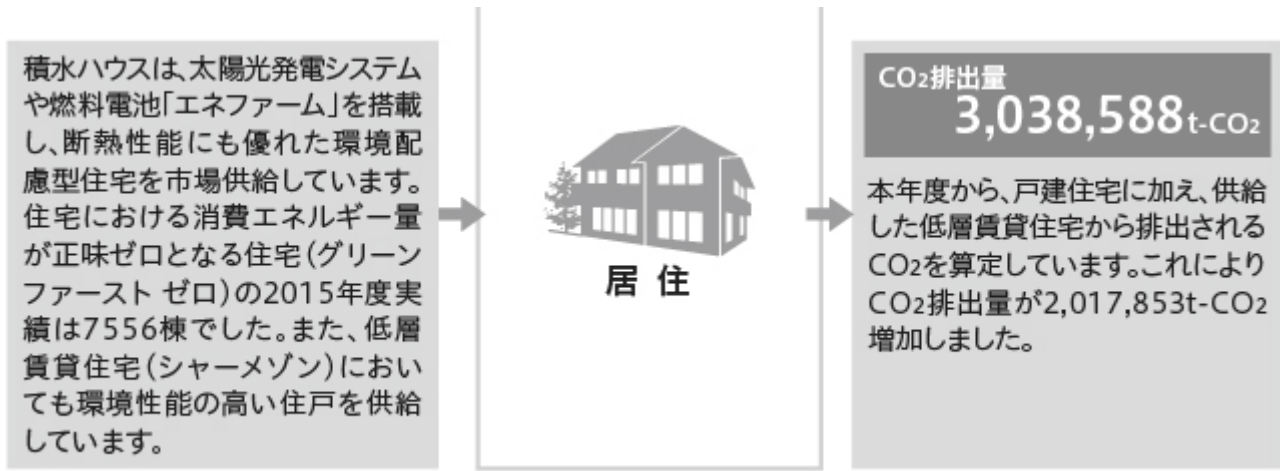 積水ハウスは、太陽光発電システム
や燃料電池「エネファーム」を搭載
し、断熱性能にも優れた環境配
慮型住宅を市場供給しています。
住宅における消費エネルギー量
が正味ゼロとなる住宅(グリーン
ファースト ゼロ)の2015年度実
績は7556棟でした。また、低層
賃貸住宅(シャーメゾン)におい
ても環境性能の高い住戸を供給
しています。
居住
CO2排出量
3,038,588t-CO2
本年度から、戸建住宅に加え、供給
した低層賃貸住宅から排出される
CO2を算定しています。これにより
CO2排出量が2,017,853t-CO2
増加しました。